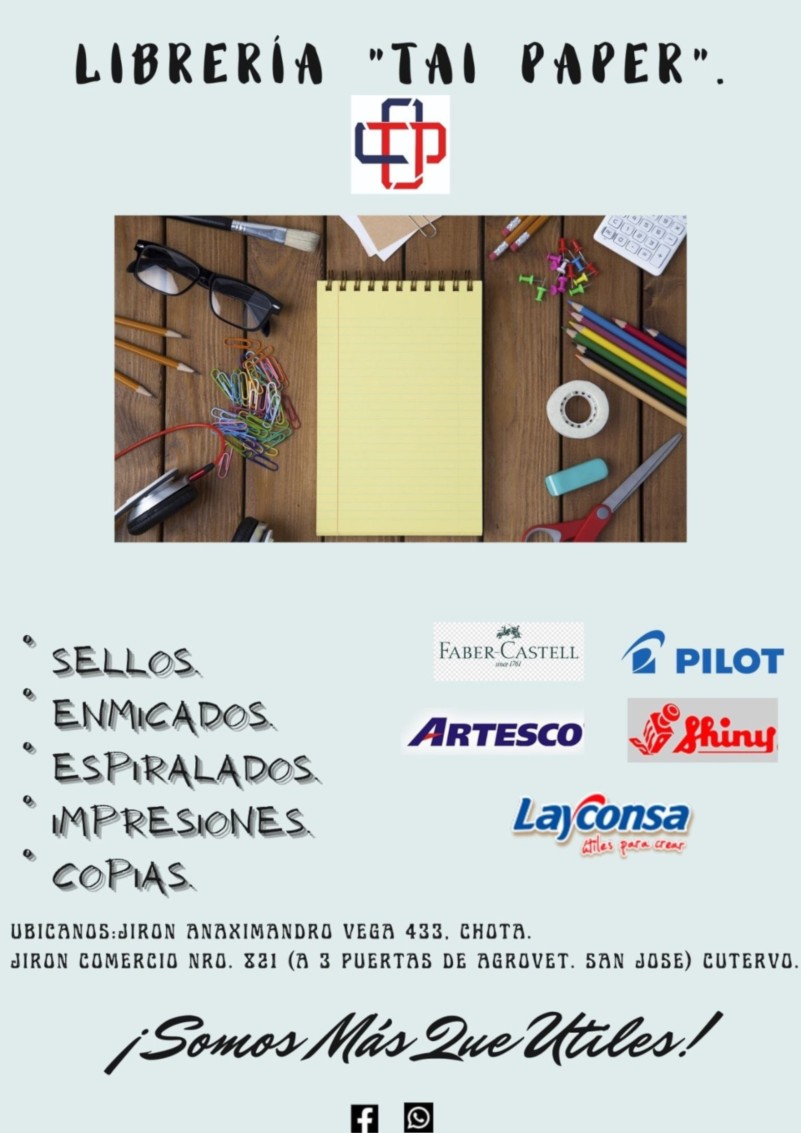 LIBRERÍA "TAI PAPER".
• SELLOS.
• ENMICADOS.
• ESPIRALADOS.
• IMPRESIONES.
• COPIAS.
FABER-CASTELL
since 1761
PILOT
ARTESCO
Shiny
Layconsa
útiles para crear
UBICANOS:JIRON ANAXIMANDRO VEGA 433, CHOTA.
JIRON COMERCIO NRO. 821 (A 3 PUERTAS DE AGROVET. SAN JOSE) CUTERVO.
¡Somos Más Que Utiles!